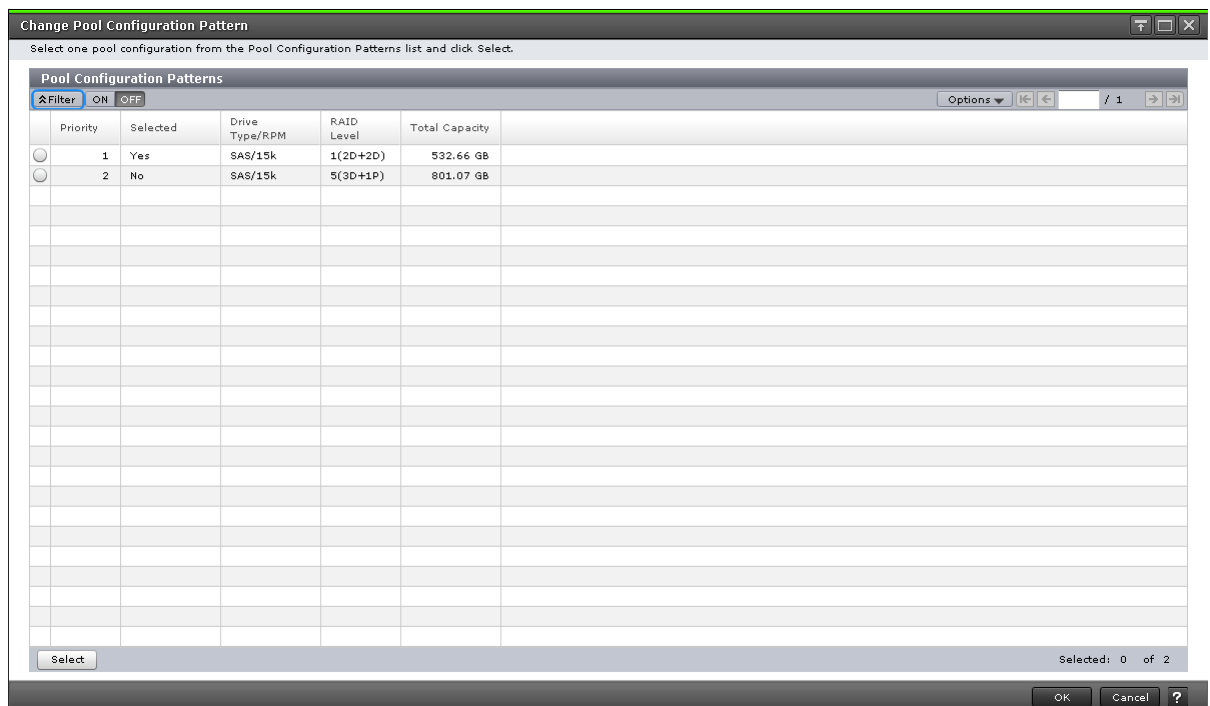 Change Pool Configuration Pattern
Select one pool configuration from the Pool Configuration Patterns list and click Select.
Pool Configuration Patterns
Filter ON OFF Options / 1
Priority Selected Drive Type/RPM RAID Level Total Capacity
1 Yes SAS/15k 1(2D+2D) 532.66 GB
2 No SAS/15k 5(3D+1P) 801.07 GB
Select Selected: 0 of 2
OK Cancel ?